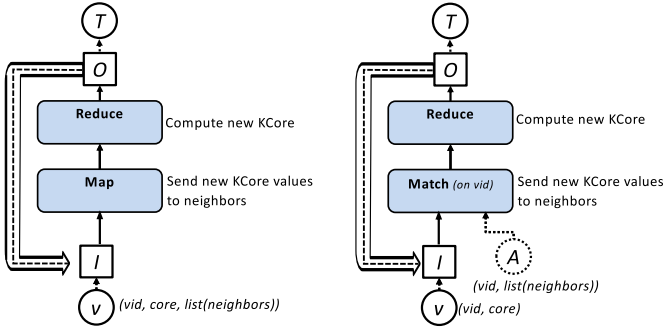 T
O
Reduce
Compute new KCore
Map
Send new KCore values
to neighbors
I
v
(vid, core, list(neighbors))
T
O
Reduce
Compute new KCore
Match (on vid)
Send new KCore values
to neighbors
I
A
(vid, list(neighbors))
v
(vid, core)